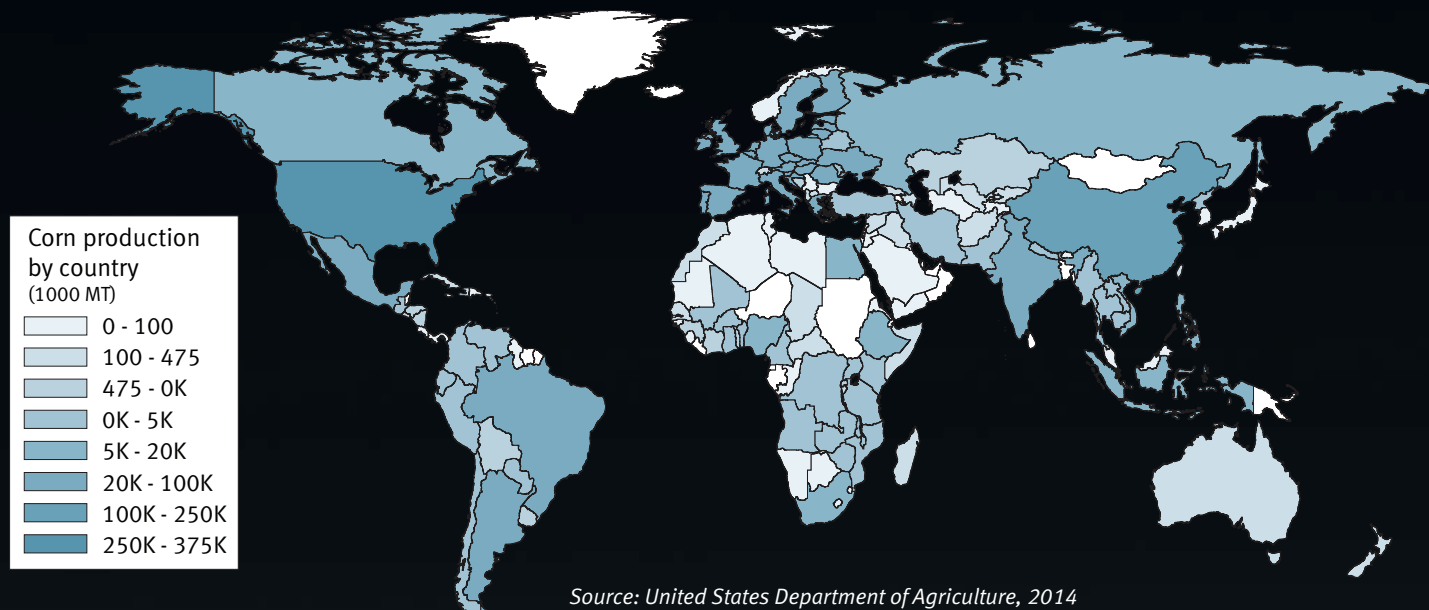 Corn production
by country
(1000 MT)
0 - 100
100 - 475
475 - 0K
0K - 5K
5K - 20K
20K - 100K
100K - 250K
250K - 375K
Source: United States Department of Agriculture, 2014